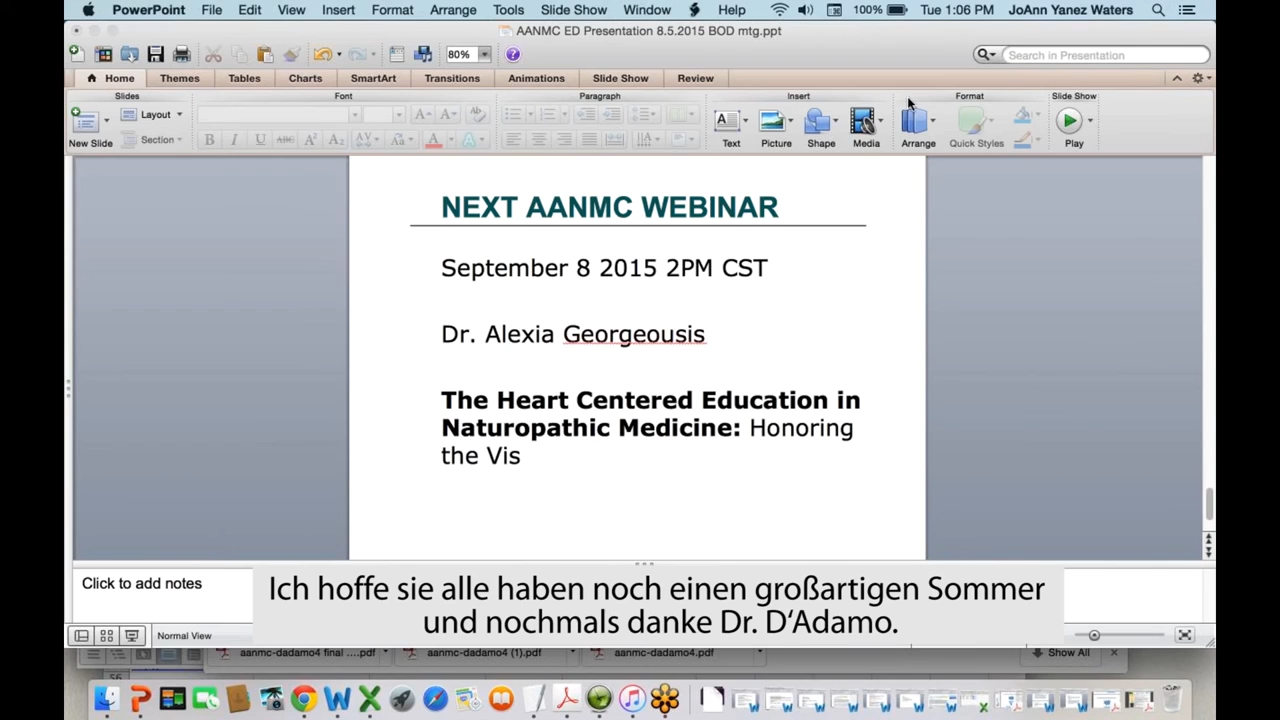 PowerPoint File Edit View Insert Format Arrange Tools Slide Show Window Help 100% Tue 1:06 PM JoAnn Yanez Waters
AANMC ED Presentation 8.5.2015 BOD mtg.ppt
80% Search in Presentation
Home Themes Tables Charts SmartArt Transitions Animations Slide Show Review
Slides Font Paragraph Insert Format Slide Show
Layout
New Slide Section Text Picture Shape Media Arrange Quick Styles Play
NEXT AANMC WEBINAR
September 8 2015 2PM CST
Dr. Alexia Georgeousis
The Heart Centered Education in
Naturopathic Medicine: Honoring
the Vis
Click to add notes
Ich hoffe sie alle haben noch einen großartigen Sommer
und nochmals danke Dr. D‘Adamo.
Normal View
aanmc-dadamo4 final ....pdf aanmc-dadamo4 (1).pdf aanmc-dadamo4.pdf Show All
56